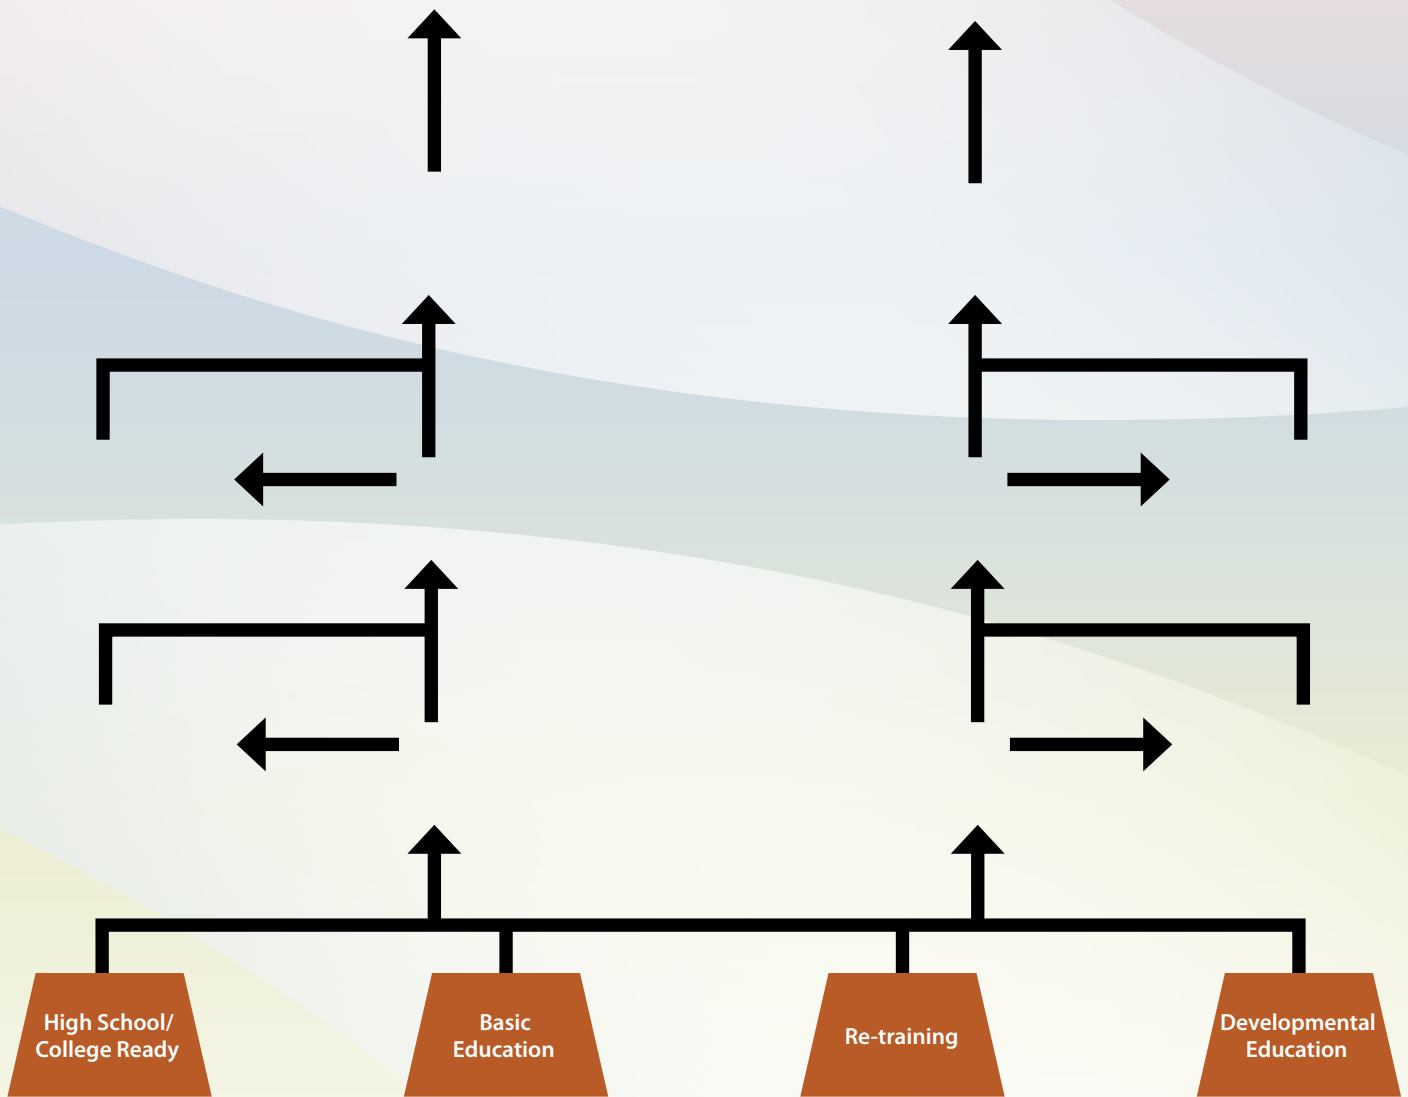 High School/
College Ready
Basic
Education
Re-training
Developmental
Education